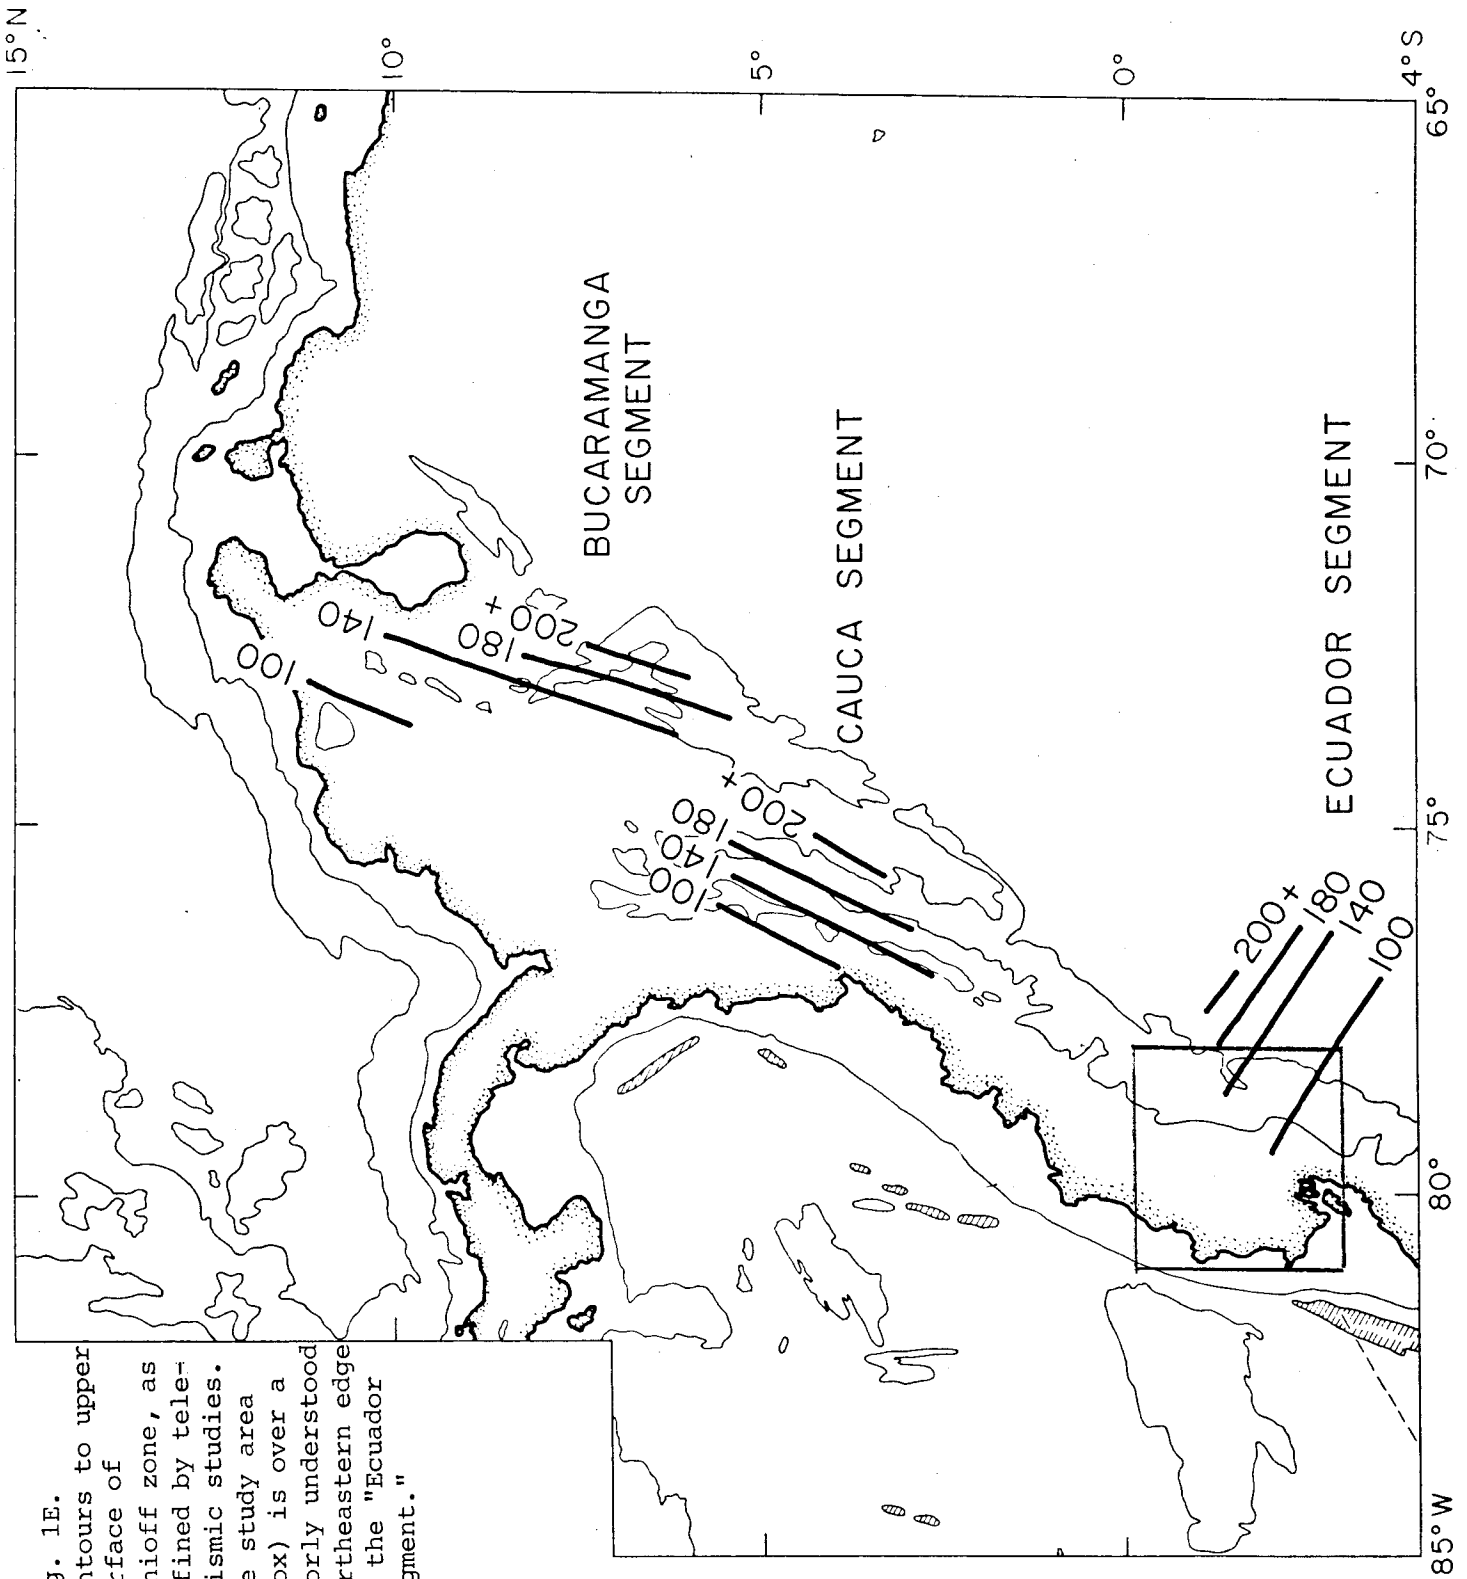 g. 1E.
ntours to upper
rface of
nioff zone, as
fined by tele-
ismic studies.
e study area
ox) is over a
orly understood
rtheastern edge
the "Ecuador
gment."
15°N
10°
5°
0°
4°S
65°
70°
75°
80°
85°W
BUCARAMANGA
SEGMENT
100
140
180
200+
CAUCA SEGMENT
100
140
180
200+
ECUADOR SEGMENT
200+
180
140
100